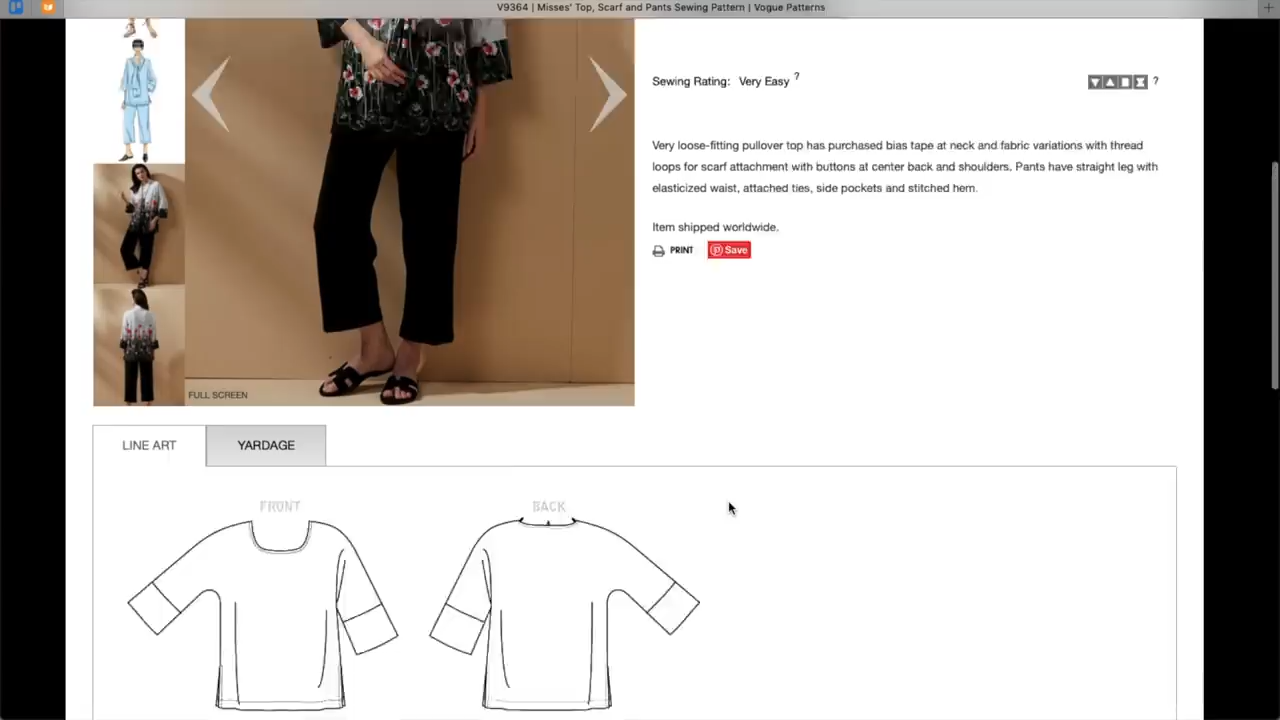 V9364 | Misses' Top, Scarf and Pants Sewing Pattern | Vogue Patterns
Sewing Rating: Very Easy ?
?
Very loose-fitting pullover top has purchased bias tape at neck and fabric variations with thread
loops for scarf attachment with buttons at center back and shoulders. Pants have straight leg with
elasticized waist, attached ties, side pockets and stitched hem.
Item shipped worldwide.
PRINT Save
FULL SCREEN
LINE ART YARDAGE
FRONT BACK